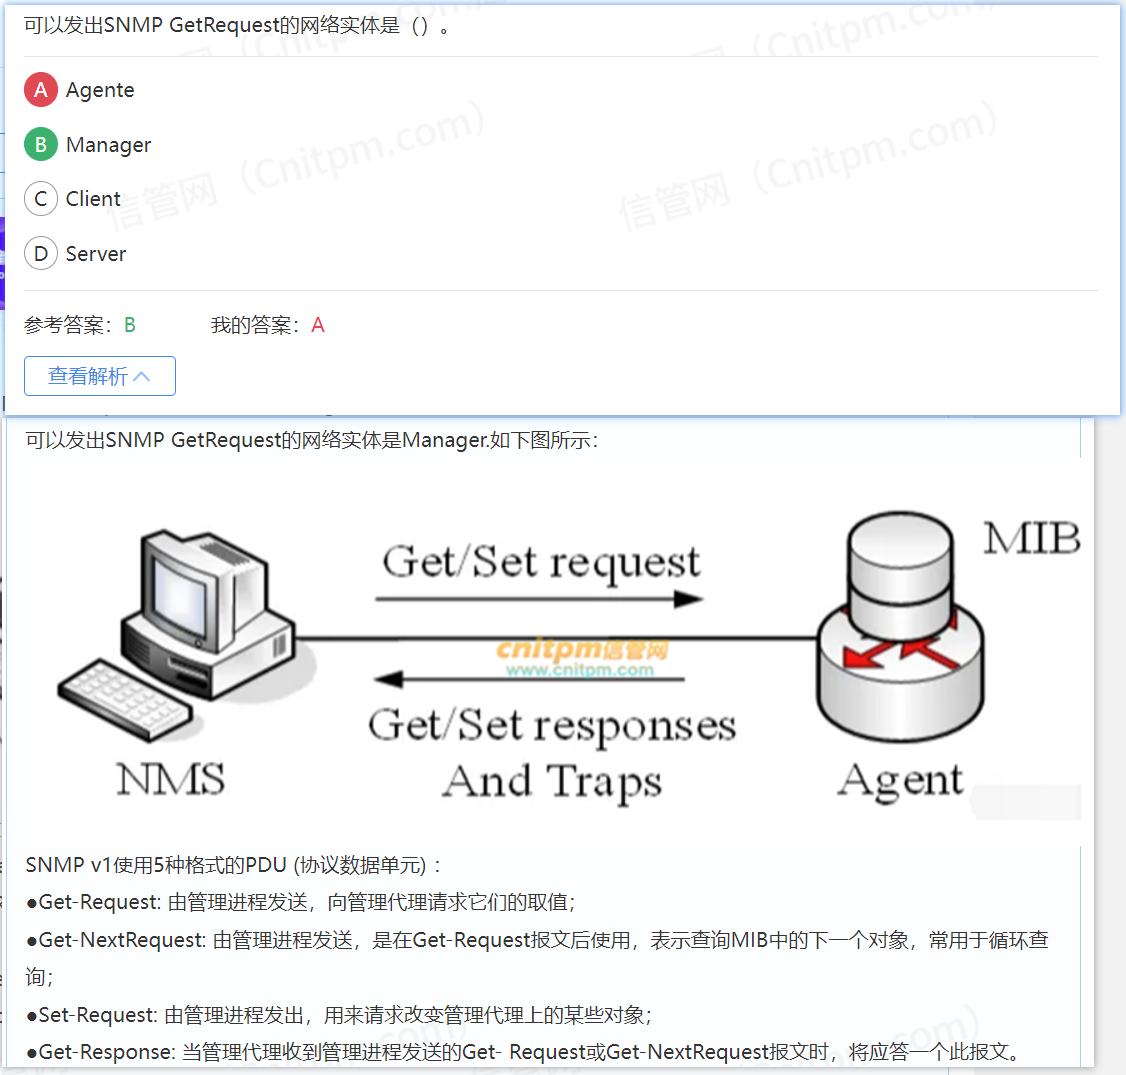 可以发出SNMP GetRequest的网络实体是（）。
A Agente
B Manager
C Client
D Server
参考答案：B 我的答案：A
查看解析
可以发出SNMP GetRequest的网络实体是Manager.如下图所示：
MIB
Get/Set request
cnitpm信管网
www.cnitpm.com
Get/Set responses
And Traps
NMS
Agent
SNMP v1使用5种格式的PDU (协议数据单元)：
●Get-Request: 由管理进程发送，向管理代理请求它们的取值；
●Get-NextRequest: 由管理进程发送，是在Get-Request报文后使用，表示查询MIB中的下一个对象，常用于循环查
询；
●Set-Request: 由管理进程发出，用来请求改变管理代理上的某些对象；
●Get-Response: 当管理代理收到管理进程发送的Get- Request或Get-NextRequest报文时，将应答一个此报文。
信管网（Cnitpm.com）
信管网（Cnitpm.com）